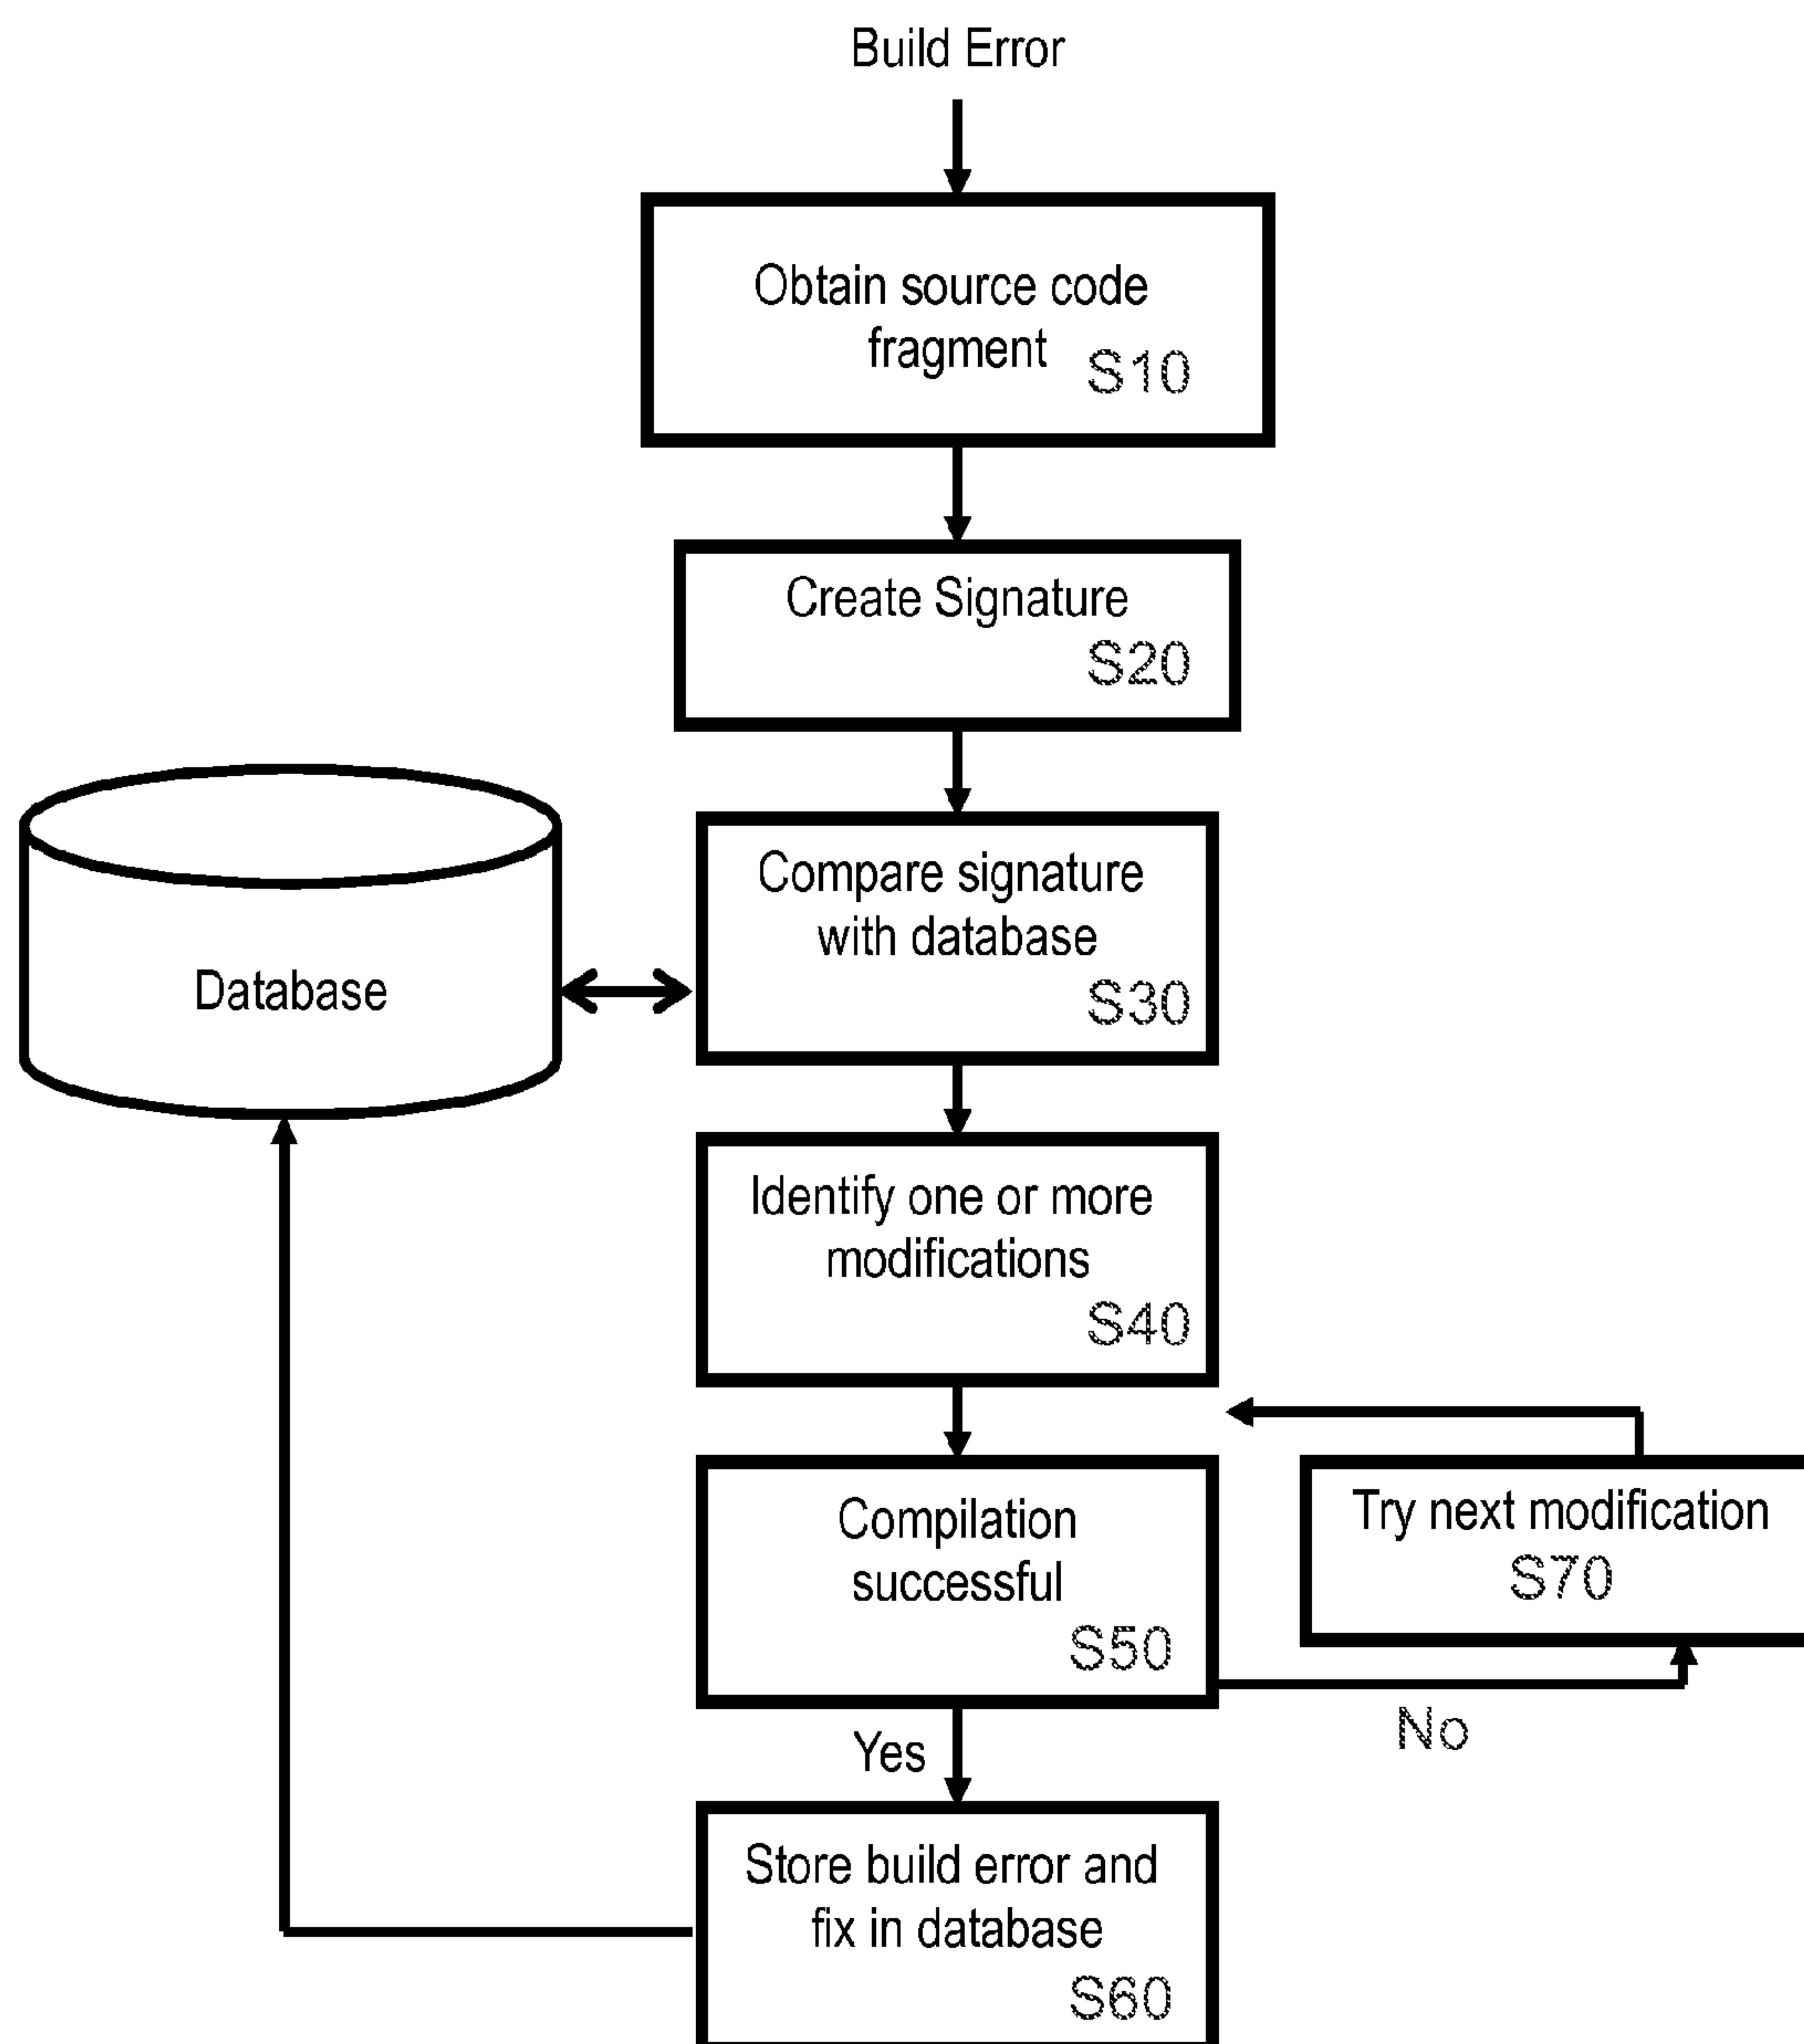 Build Error
Obtain source code
fragment
S10
Create Signature
S20
Compare signature
with database
S30
Database
Identify one or more
modifications
S40
Compilation
successful
S50
Try next modification
S70
No
Yes
Store build error and
fix in database
S60